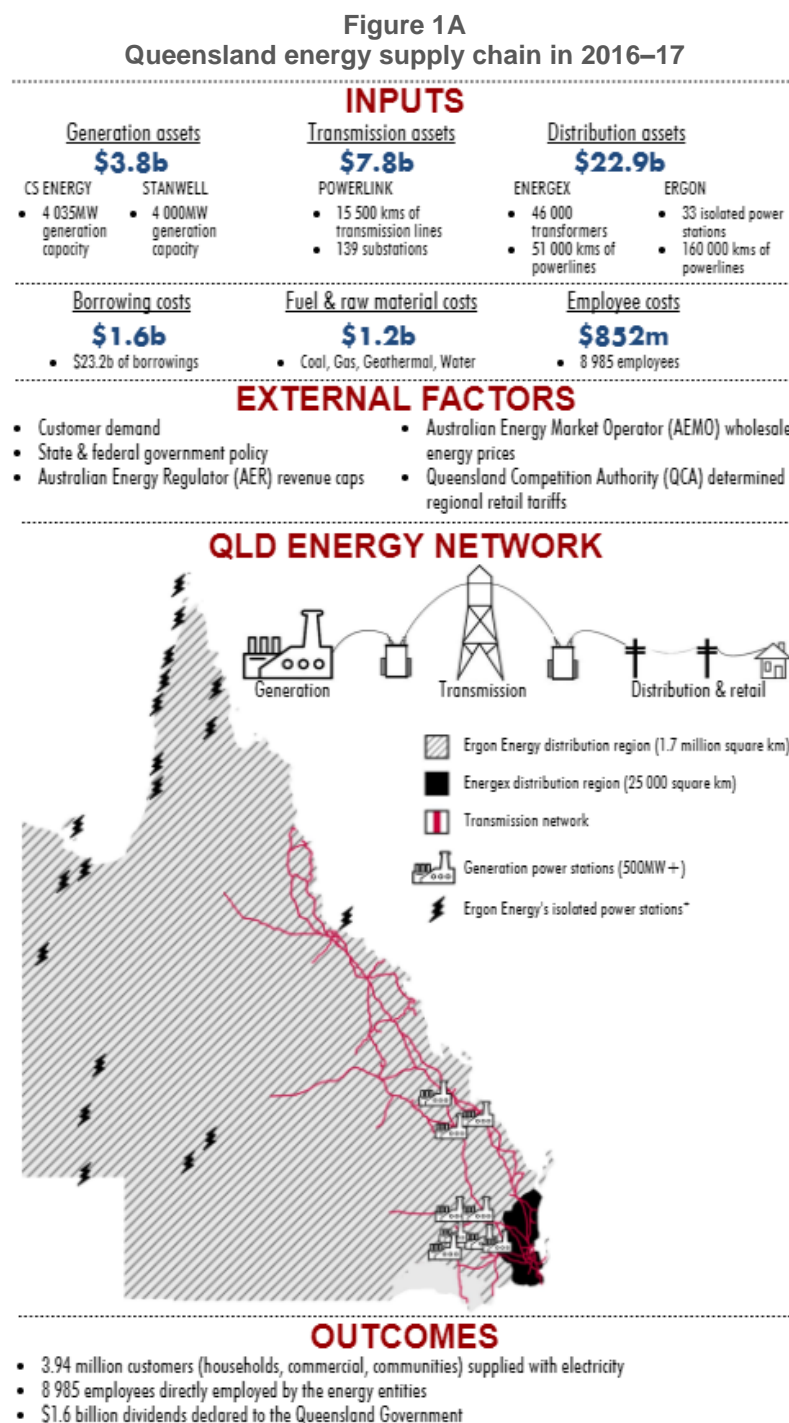 Figure 1A
Queensland energy supply chain in 2016–17
INPUTS
Generation assets
$3.8b
CS ENERGY
• 4 035MW
generation
capacity
STANWELL
• 4 000MW
generation
capacity
Transmission assets
$7.8b
POWERLINK
• 15 500 kms of
transmission lines
• 139 substations
Distribution assets
$22.9b
ENERGEX
• 46 000
transformers
• 51 000 kms of
powerlines
ERGON
• 33 isolated power
stations
• 160 000 kms of
powerlines
Borrowing costs
$1.6b
• $23.2b of borrowings
Fuel & raw material costs
$1.2b
• Coal, Gas, Geothermal, Water
Employee costs
$852m
• 8 985 employees
EXTERNAL FACTORS
• Customer demand
• State & federal government policy
• Australian Energy Regulator (AER) revenue caps
• Australian Energy Market Operator (AEMO) wholesale
energy prices
• Queensland Competition Authority (QCA) determined
regional retail tariffs
QLD ENERGY NETWORK
Generation
Transmission
Distribution & retail
Ergon Energy distribution region (1.7 million square km)
Energex distribution region (25 000 square km)
Transmission network
Generation power stations (500MW+)
Ergon Energy's isolated power stations*
OUTCOMES
• 3.94 million customers (households, commercial, communities) supplied with electricity
• 8 985 employees directly employed by the energy entities
• $1.6 billion dividends declared to the Queensland Government